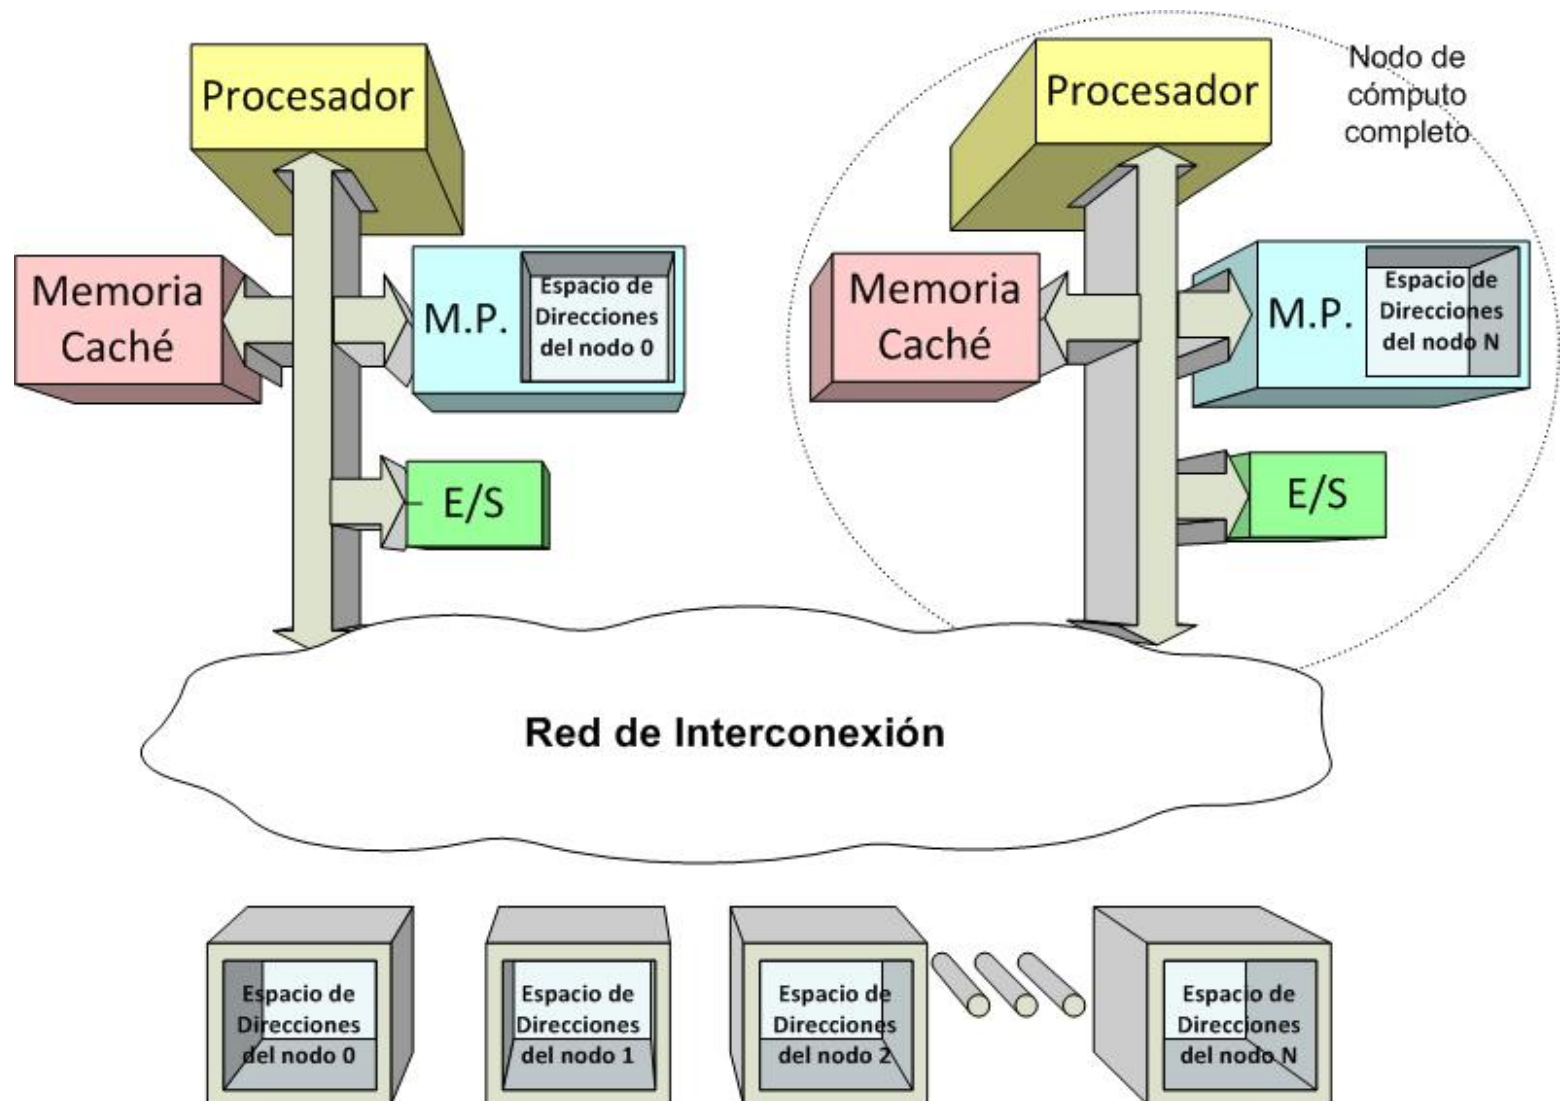 Procesador
Procesador
Nodo de
cómputo
completo
Memoria
Caché
M.P.
Espacio de
Direcciones
del nodo 0
Memoria
Caché
M.P.
Espacio de
Direcciones
del nodo N
E/S
E/S
Red de Interconexión
Espacio de
Direcciones
del nodo 0
Espacio de
Direcciones
del nodo 1
Espacio de
Direcciones
del nodo 2
Espacio de
Direcciones
del nodo N